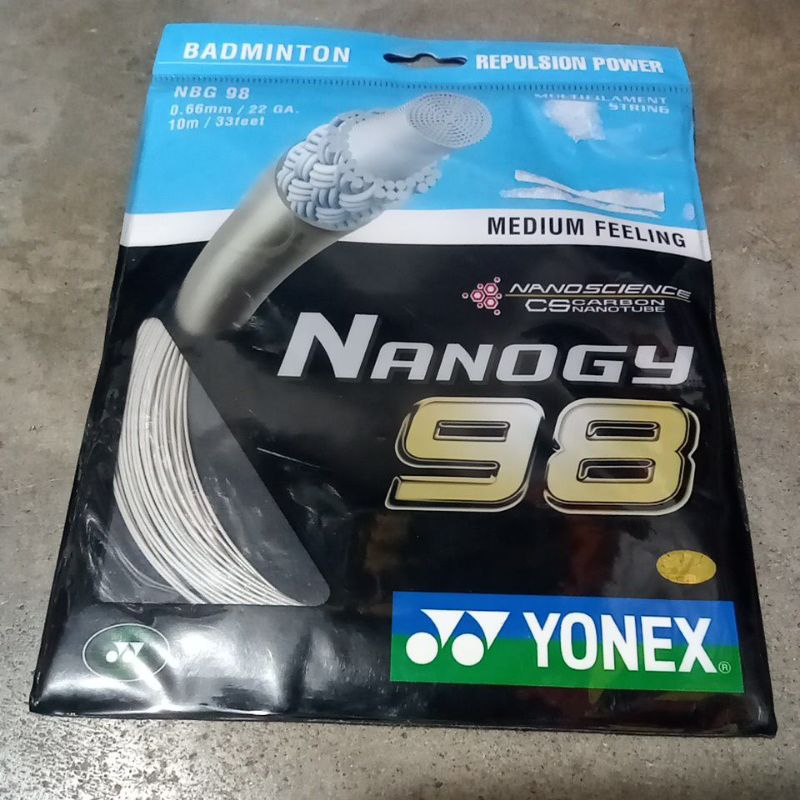 BADMINTON
REPULSION POWER
NBG 98
0.66mm / 22 GA.
10m / 33feet
MULTIFILAMENT
STRING
MEDIUM FEELING
NANOSCIENCE
CS CARBON NANOTUBE
NANOGY
98
YONEX®